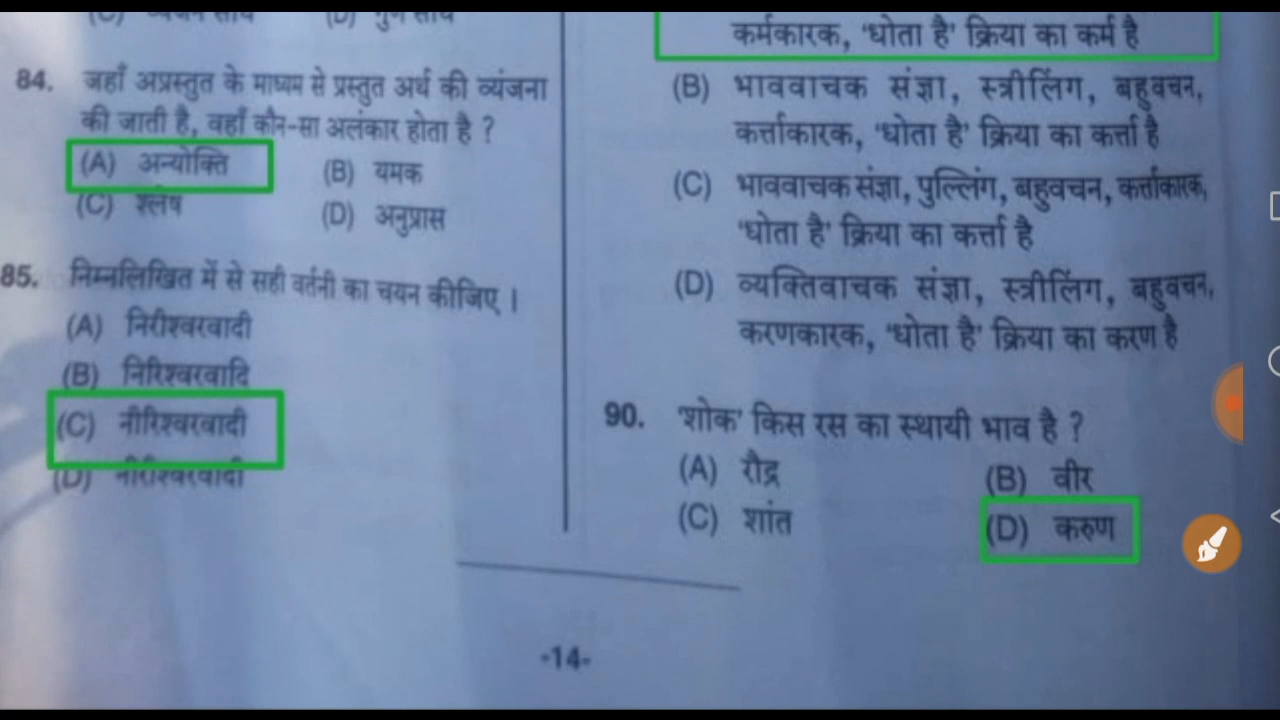 84. जहाँ अप्रस्तुत के माध्यम से प्रस्तुत अर्थ की व्यंजना
की जाती है, वहाँ कौन-सा अलंकार होता है ?
(A) अन्योक्ति (B) यमक
(C) श्लेष (D) अनुप्रास
85. निम्नलिखित में से सही वर्तनी का चयन कीजिए ।
(A) निरीश्वरवादी
(B) निरिश्वरवादि
(C) नीरिश्वरवादी
(D) नीरीश्वरवादी
कर्मकारक, 'धोता है' क्रिया का कर्म है
(B) भाववाचक संज्ञा, स्त्रीलिंग, बहुवचन,
कर्त्ताकारक, 'धोता है' क्रिया का कर्त्ता है
(C) भाववाचक संज्ञा, पुल्लिंग, बहुवचन, कर्त्ताकारक,
'धोता है' क्रिया का कर्त्ता है
(D) व्यक्तिवाचक संज्ञा, स्त्रीलिंग, बहुवचन,
करणकारक, 'धोता है' क्रिया का करण है
90. 'शोक' किस रस का स्थायी भाव है ?
(A) रौद्र (B) वीर
(C) शांत (D) करुण
-14-